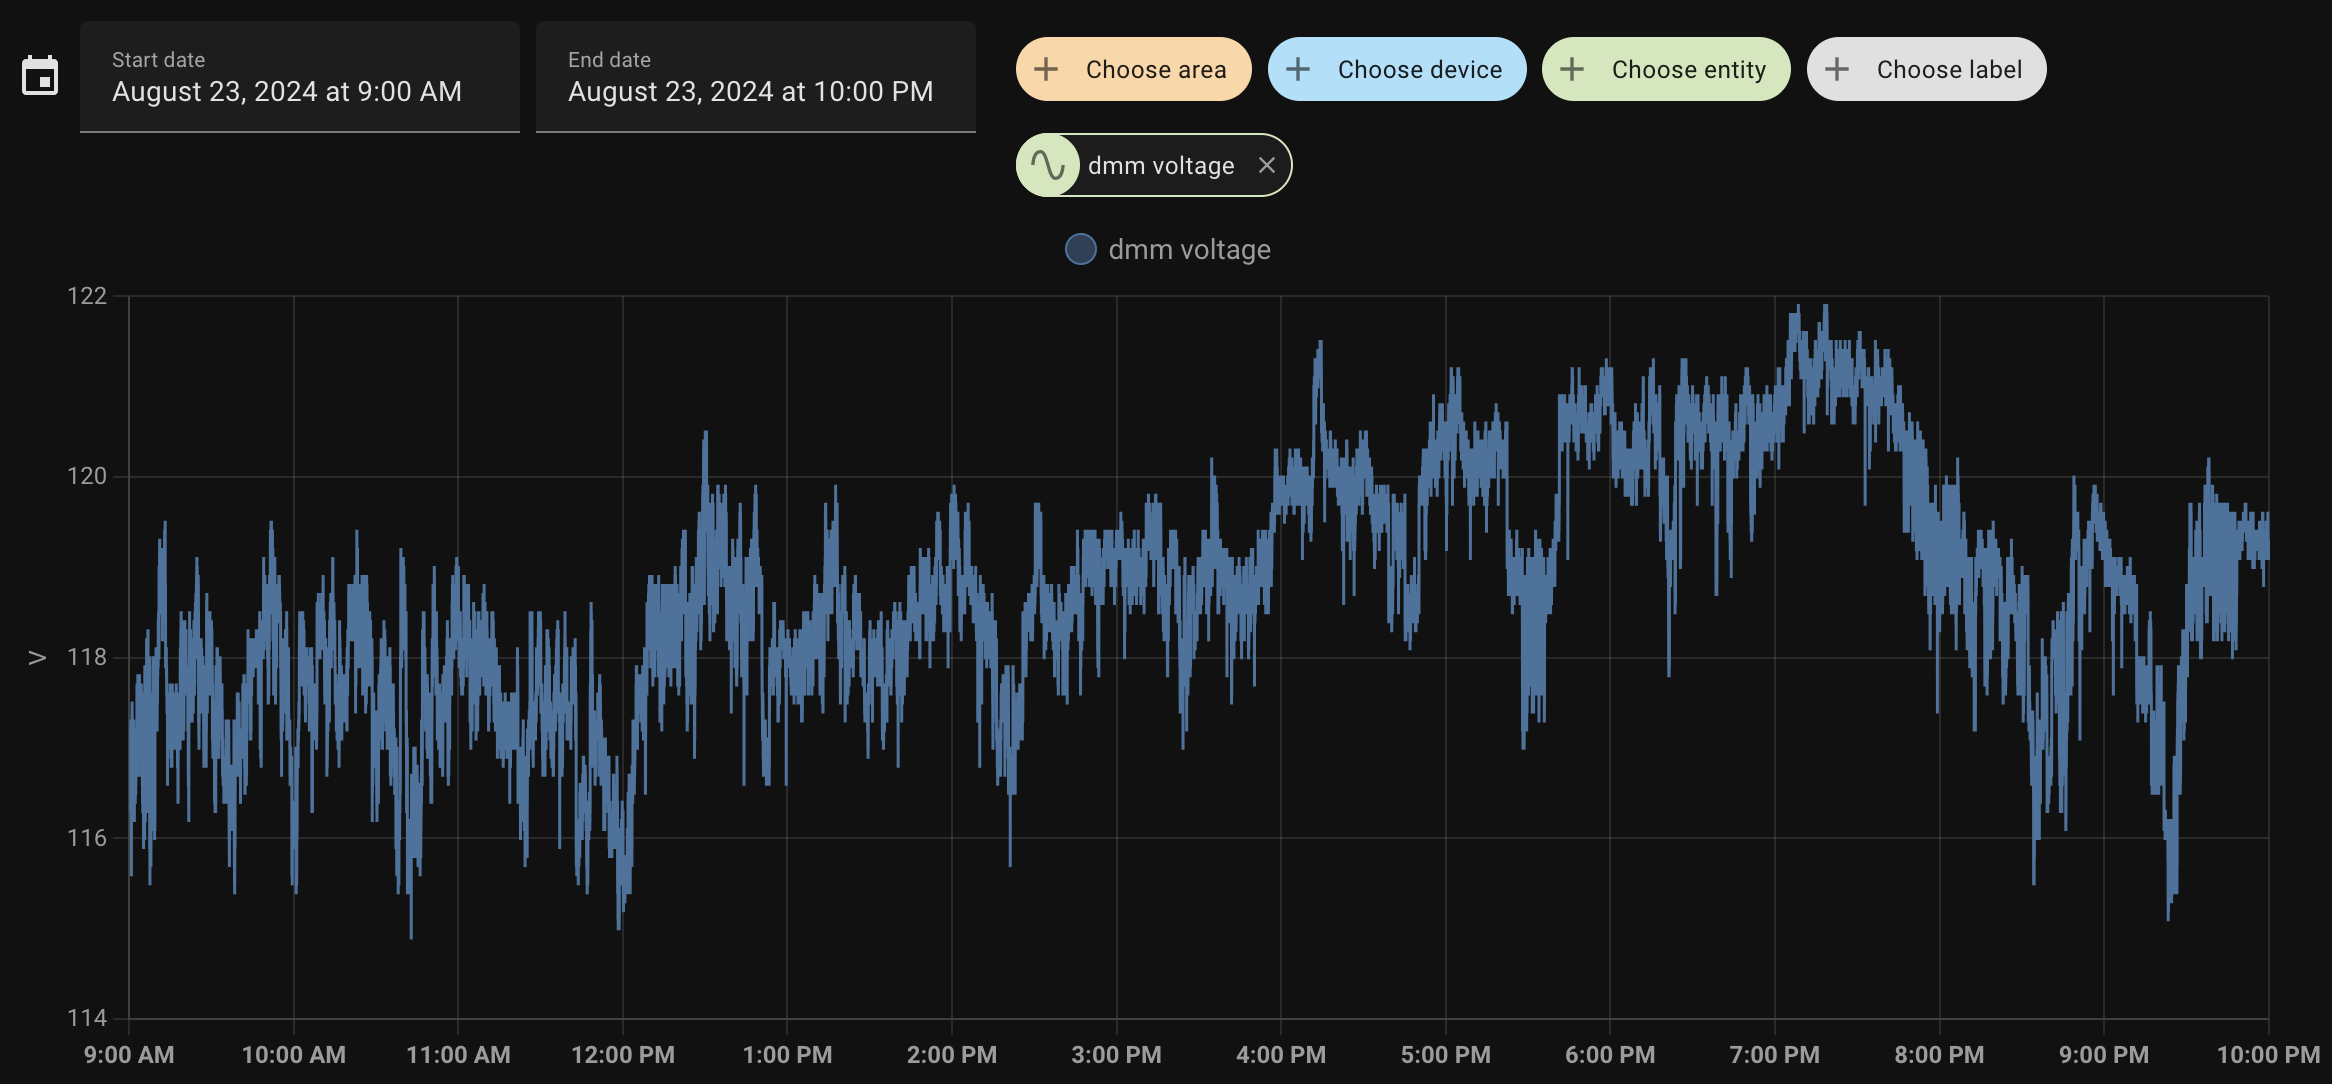 Start date
August 23, 2024 at 9:00 AM
End date
August 23, 2024 at 10:00 PM
Choose area
Choose device
Choose entity
Choose label
dmm voltage
dmm voltage
122
120
118
116
114
V
9:00 AM 10:00 AM 11:00 AM 12:00 PM 1:00 PM 2:00 PM 3:00 PM 4:00 PM 5:00 PM 6:00 PM 7:00 PM 8:00 PM 9:00 PM 10:00 PM